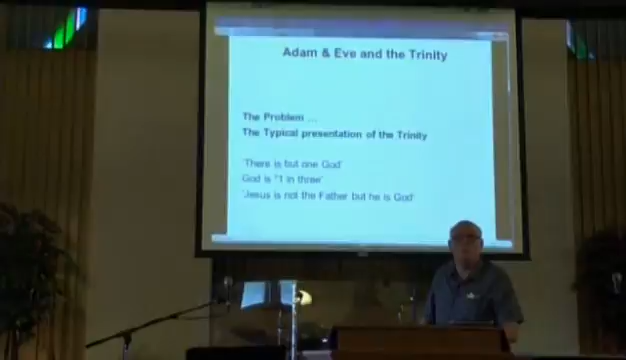 Adam & Eve and the Trinity
The Problem ...
The Typical presentation of the Trinity
'There is but one God'
God is "1 in three'
'Jesus is not the Father but he is God'